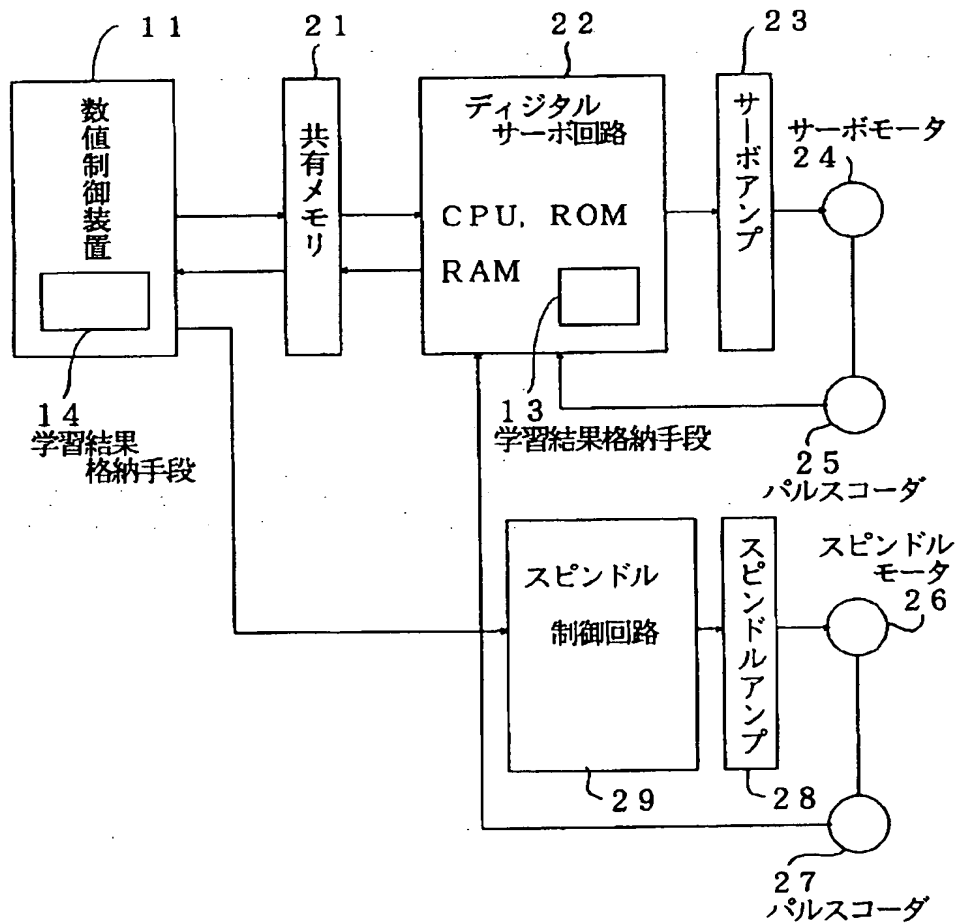 11
21
22
23
数値制御装置
共有メモリ
ディジタル
サーボ回路
サーボアンプ
サーボモータ
24
CPU, ROM
RAM
14
学習結果
格納手段
13
学習結果格納手段
25
パルスコーダ
スピンドル
制御回路
スピンドルアンプ
スピンドル
モータ
26
29
28
27
パルスコーダ